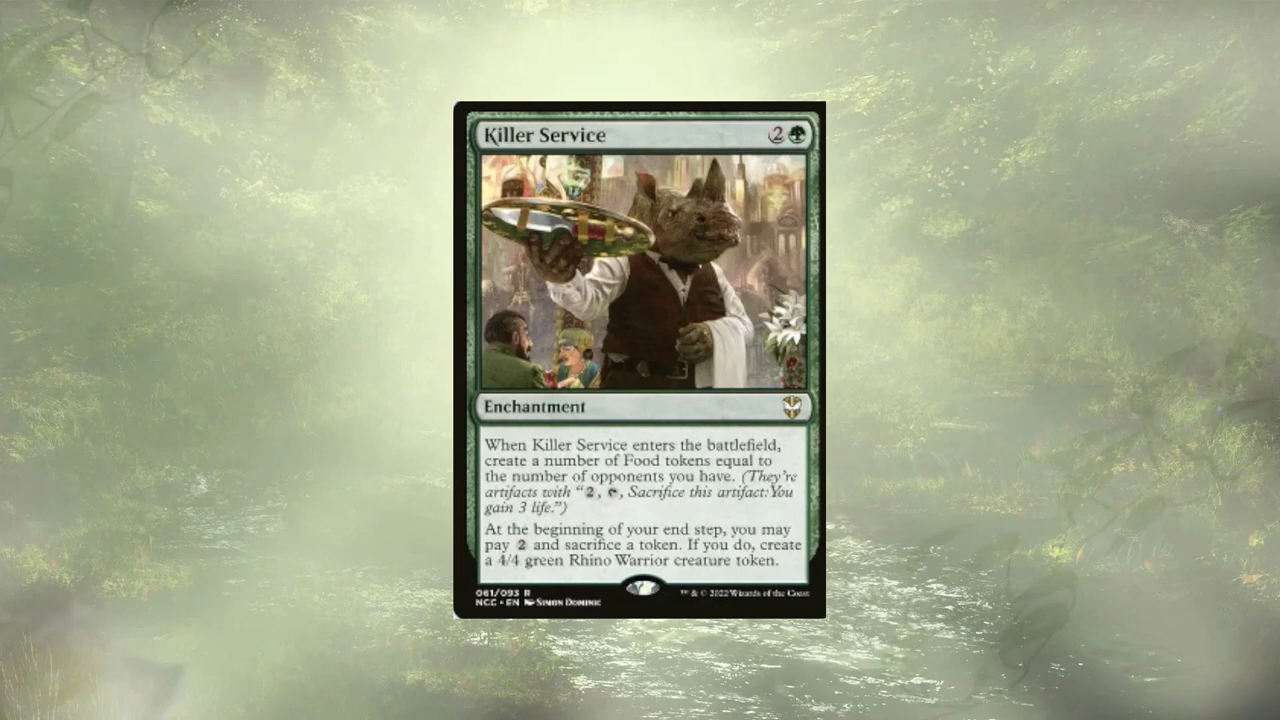 Killer Service 2
Enchantment
When Killer Service enters the battlefield,
create a number of Food tokens equal to
the number of opponents you have. (They're
artifacts with "2, , Sacrifice this artifact: You
gain 3 life.")
At the beginning of your end step, you may
pay 2 and sacrifice a token. If you do, create
a 4/4 green Rhino Warrior creature token.
061/093 R
NCC • EN Simon Dominic
™ & © 2022 Wizards of the Coast